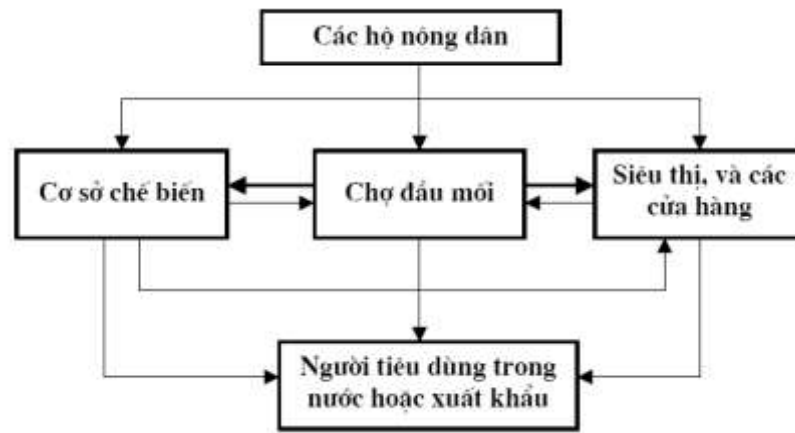 Các hộ nông dân
Cơ sở chế biến
Chợ đầu mối
Siêu thị, và các
cửa hàng
Người tiêu dùng trong
nước hoặc xuất khẩu